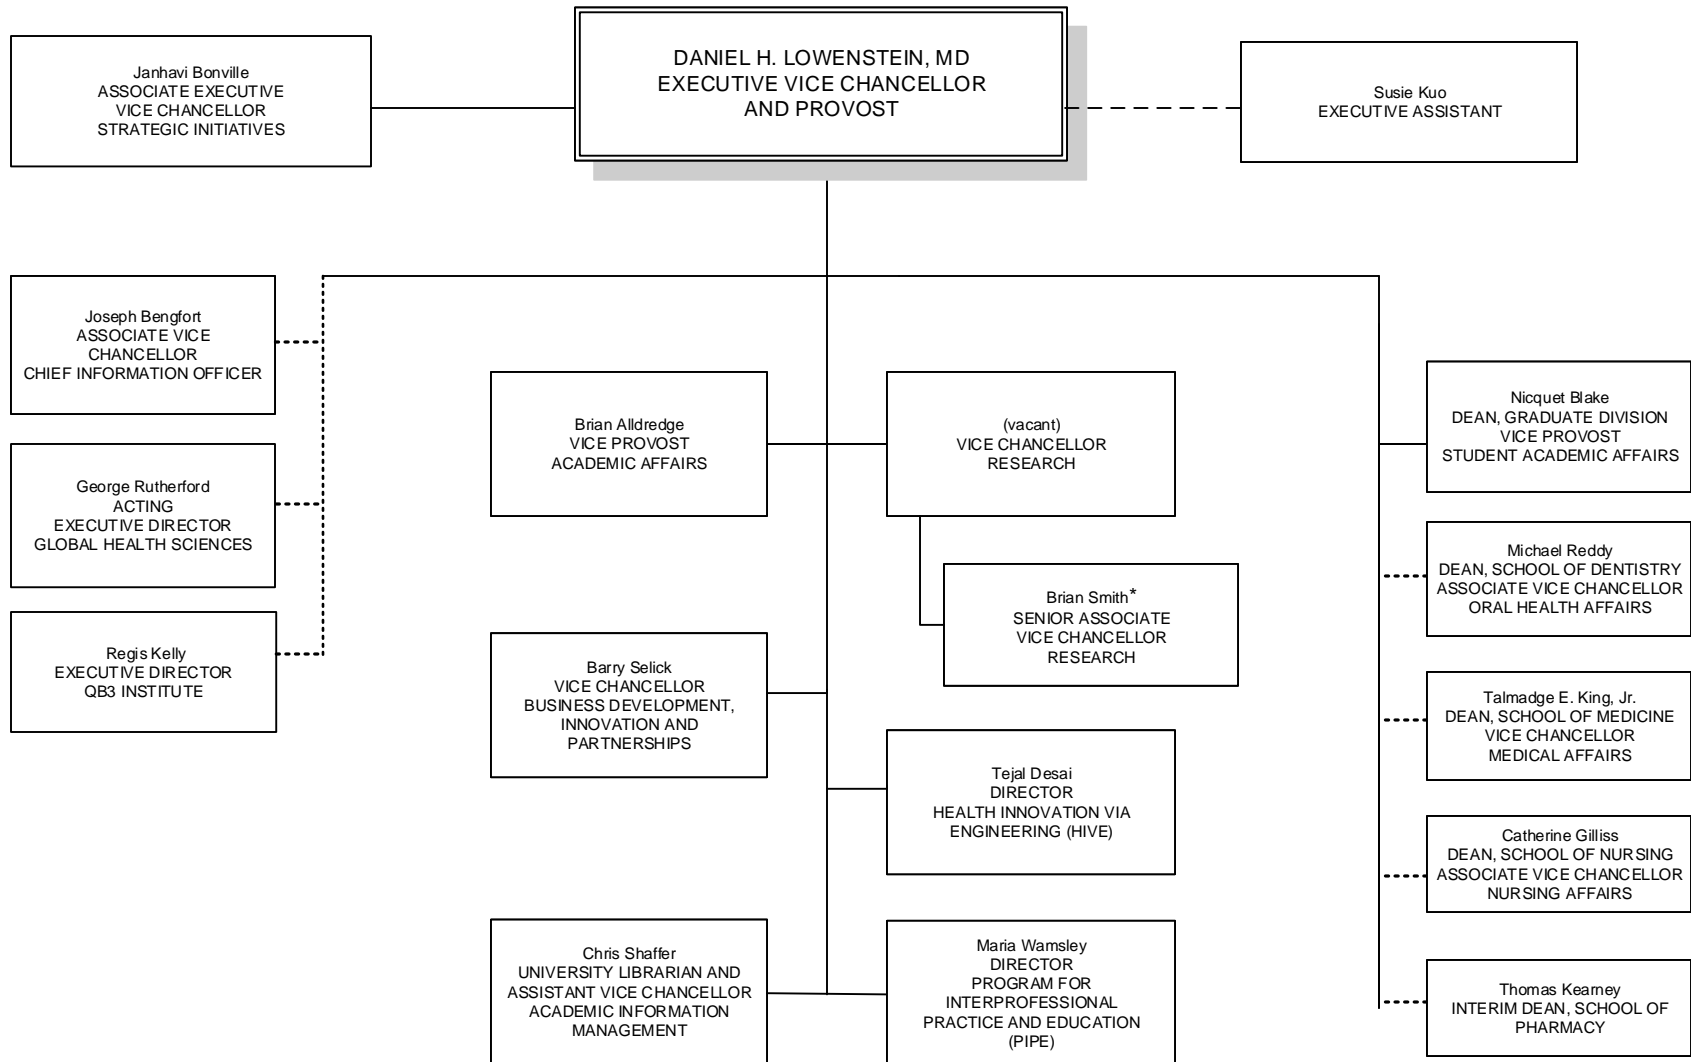 Janhavi Bonville
ASSOCIATE EXECUTIVE
VICE CHANCELLOR
STRATEGIC INITIATIVES
DANIEL H. LOWENSTEIN, MD
EXECUTIVE VICE CHANCELLOR
AND PROVOST
Susie Kuo
EXECUTIVE ASSISTANT
Joseph Bengfort
ASSOCIATE VICE
CHANCELLOR
CHIEF INFORMATION OFFICER
George Rutherford
ACTING
EXECUTIVE DIRECTOR
GLOBAL HEALTH SCIENCES
Regis Kelly
EXECUTIVE DIRECTOR
QB3 INSTITUTE
Brian Alldredge
VICE PROVOST
ACADEMIC AFFAIRS
(vacant)
VICE CHANCELLOR
RESEARCH
Brian Smith*
SENIOR ASSOCIATE
VICE CHANCELLOR
RESEARCH
Barry Selick
VICE CHANCELLOR
BUSINESS DEVELOPMENT,
INNOVATION AND
PARTNERSHIPS
Tejal Desai
DIRECTOR
HEALTH INNOVATION VIA
ENGINEERING (HIVE)
Chris Shaffer
UNIVERSITY LIBRARIAN AND
ASSISTANT VICE CHANCELLOR
ACADEMIC INFORMATION
MANAGEMENT
Maria Wamsley
DIRECTOR
PROGRAM FOR
INTERPROFESSIONAL
PRACTICE AND EDUCATION
(PIPE)
Nicquet Blake
DEAN, GRADUATE DIVISION
VICE PROVOST
STUDENT ACADEMIC AFFAIRS
Michael Reddy
DEAN, SCHOOL OF DENTISTRY
ASSOCIATE VICE CHANCELLOR
ORAL HEALTH AFFAIRS
Talmadge E. King, Jr.
DEAN, SCHOOL OF MEDICINE
VICE CHANCELLOR
MEDICAL AFFAIRS
Catherine Gilliss
DEAN, SCHOOL OF NURSING
ASSOCIATE VICE CHANCELLOR
NURSING AFFAIRS
Thomas Kearney
INTERIM DEAN, SCHOOL OF
PHARMACY